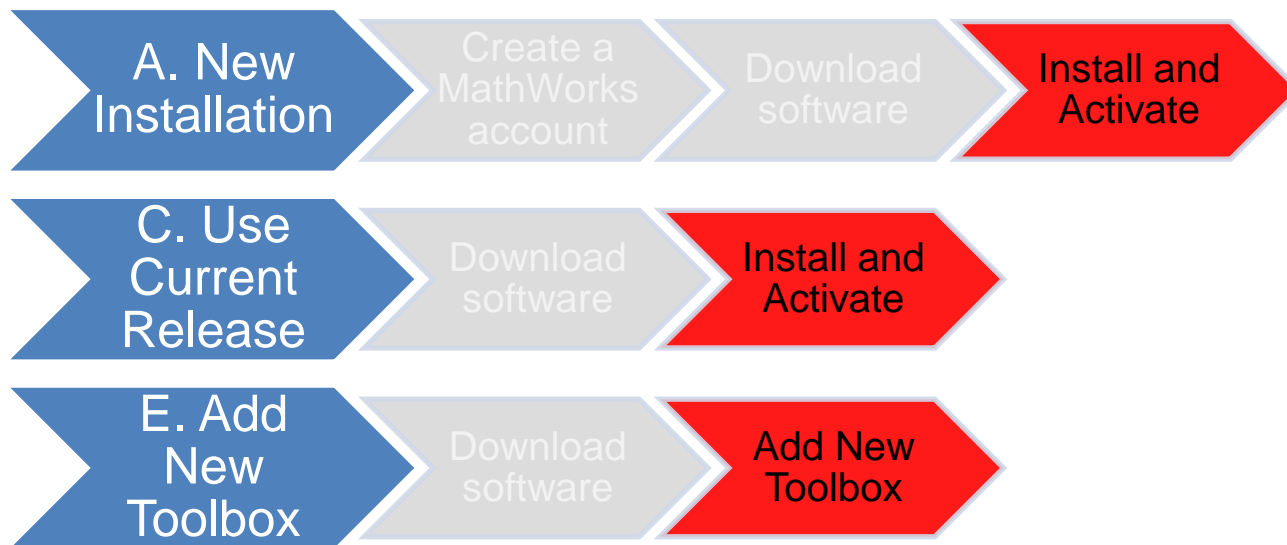 A. New
Installation
Create a
MathWorks
account
Download
software
Install and
Activate
C. Use
Current
Release
Download
software
Install and
Activate
E. Add
New
Toolbox
Download
software
Add New
Toolbox